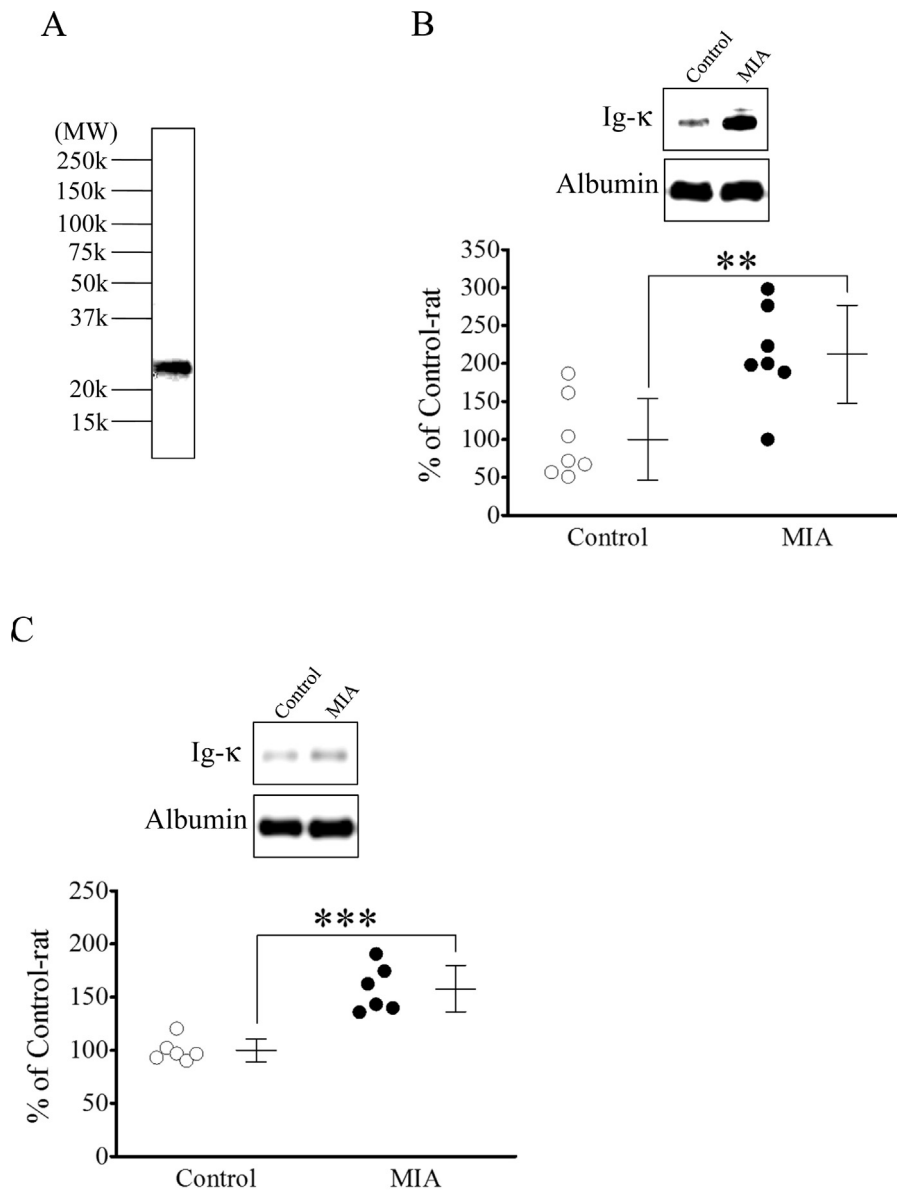 A
(MW)
250k
150k
100k
75k
50k
37k
20k
15k
B
Control MIA
Ig-κ
Albumin
% of Control-rat
350
300
250
200
150
100
50
0
**
Control MIA
C
Control MIA
Ig-κ
Albumin
% of Control-rat
250
200
150
100
50
0
***
Control MIA